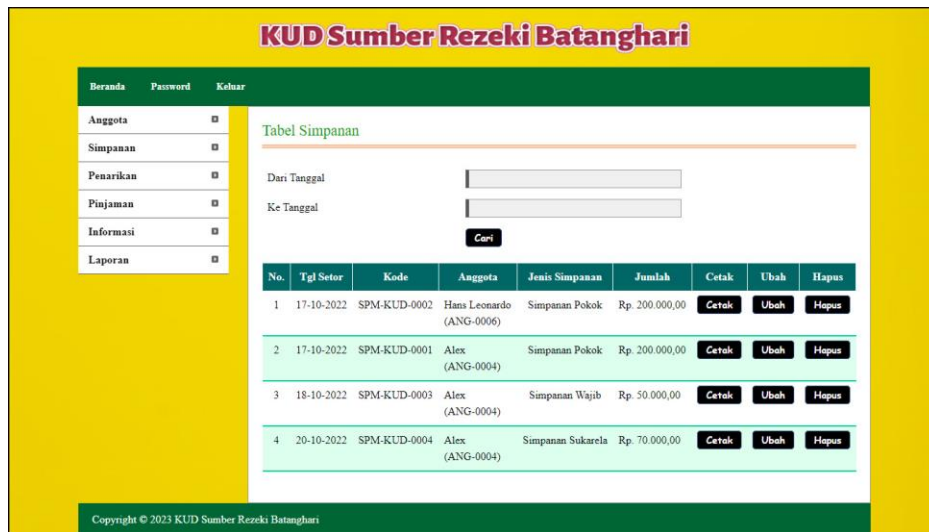 KUD Sumber Rezeki Batanghari
Beranda Password Keluar
Anggota
Simpanan
Penarikan
Pinjaman
Informasi
Laporan
Tabel Simpanan
Dari Tanggal
Ke Tanggal
Cari
No. Tgl Setor Kode Anggota Jenis Simpanan Jumlah Cetak Ubah Hapus
1 17-10-2022 SPM-KUD-0002 Hans Leonardo Simpanan Pokok Rp. 200.000,00 Cetak Ubah Hapus
(ANG-0006)
2 17-10-2022 SPM-KUD-0001 Alex Simpanan Pokok Rp. 200.000,00 Cetak Ubah Hapus
(ANG-0004)
3 18-10-2022 SPM-KUD-0003 Alex Simpanan Wajib Rp. 50.000,00 Cetak Ubah Hapus
(ANG-0004)
4 20-10-2022 SPM-KUD-0004 Alex Simpanan Sukarela Rp. 70.000,00 Cetak Ubah Hapus
(ANG-0004)
Copyright © 2023 KUD Sumber Rezeki Batanghari